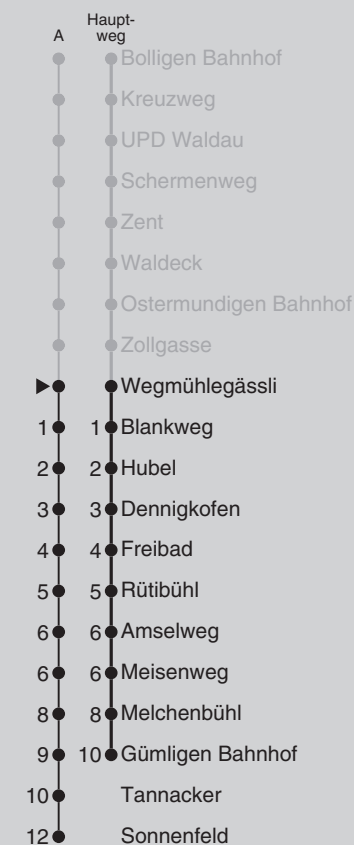 A Haupt-
weg
Bolligen Bahnhof
Kreuzweg
UPD Waldau
Schermenweg
Zent
Waldeck
Ostermundigen Bahnhof
Zollgasse
Wegmühlegässli
1 1 Blankweg
2 2 Hubel
3 3 Dennigkofen
4 4 Freibad
5 5 Rütibühl
6 6 Amselweg
6 6 Meisenweg
8 8 Melchenbühl
9 10 Gümligen Bahnhof
10 Tannacker
12 Sonnenfeld